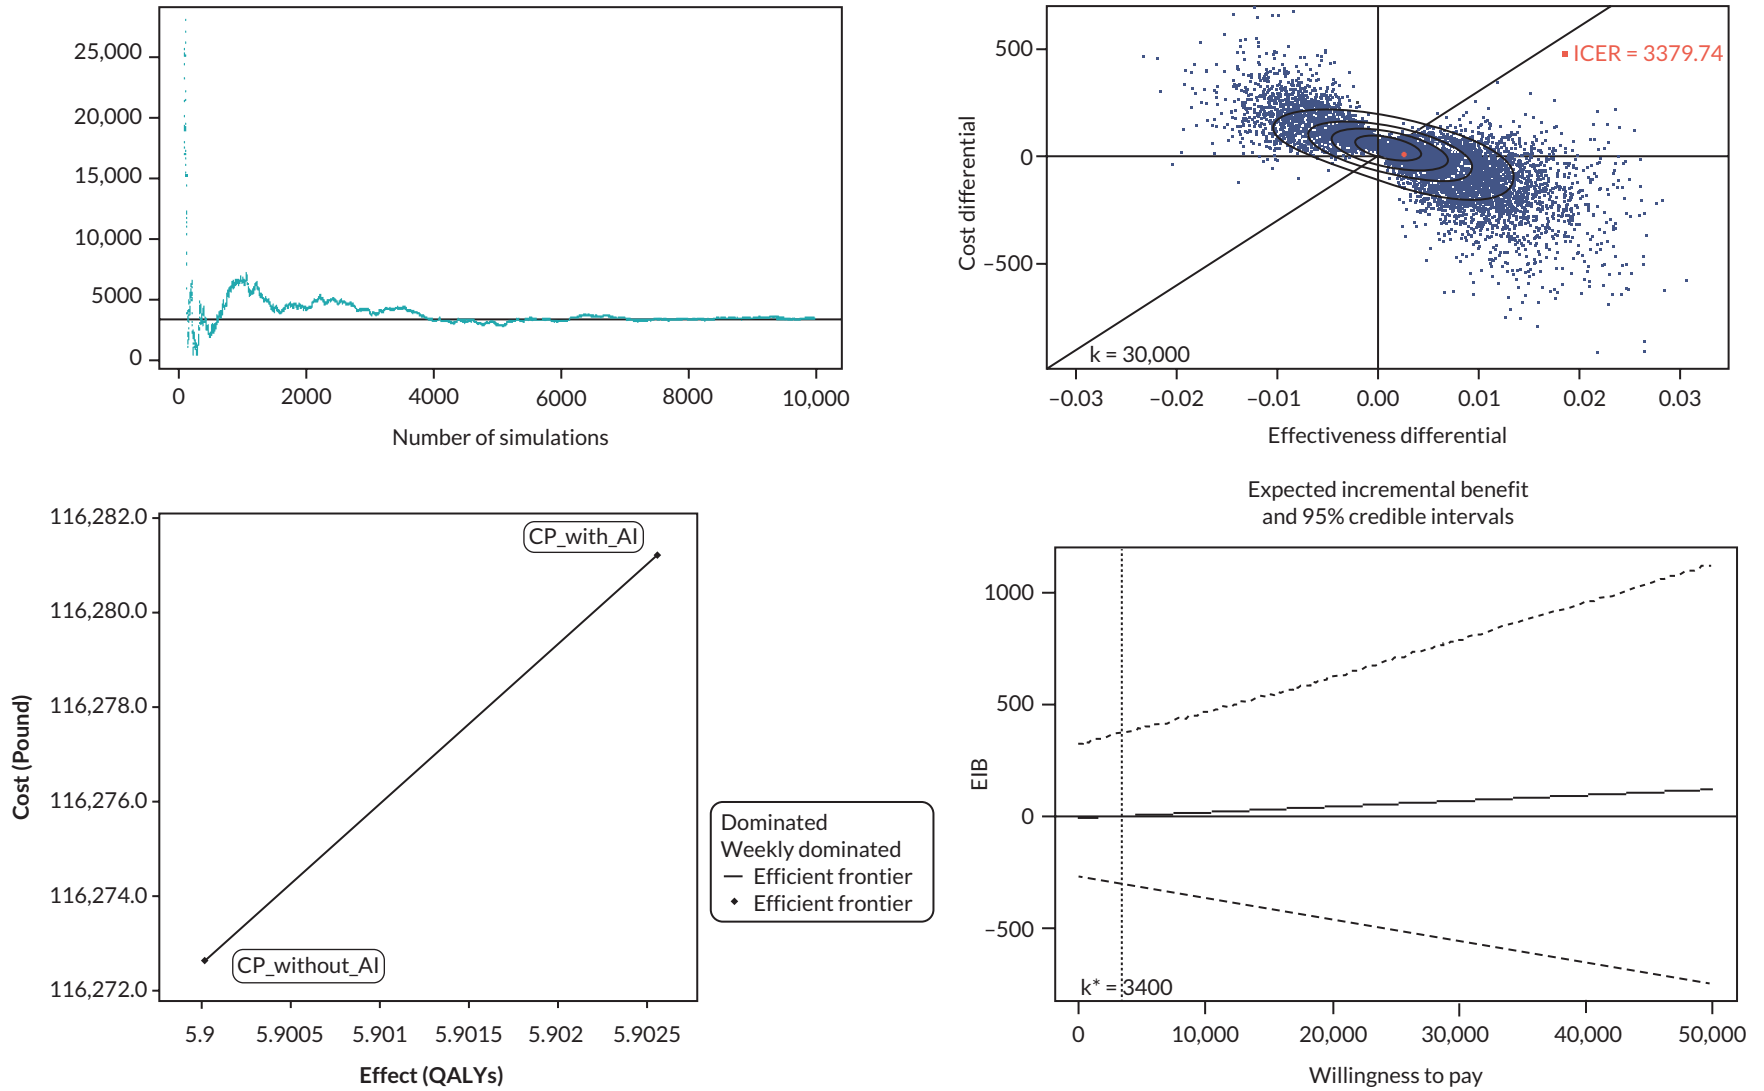 25,000
20,000
15,000
10,000
5000
0
0
2000
4000
6000
8000
10,000
Number of simulations
Cost differential
500
0
–500
ICER = 3379.74
k = 30,000
–0.03
–0.02
–0.01
0.00
0.01
0.02
0.03
Effectiveness differential
Cost (Pound)
116,282.0
116,280.0
116,278.0
116,276.0
116,274.0
116,272.0
CP_with_AI
CP_without_AI
5.9
5.9005
5.901
5.9015
5.902
5.9025
Effect (QALYs)
Dominated
Weekly dominated
Efficient frontier
Efficient frontier
Expected incremental benefit
and 95% credible intervals
EIB
1000
500
0
–500
k* = 3400
0
10,000
20,000
30,000
40,000
50,000
Willingness to pay